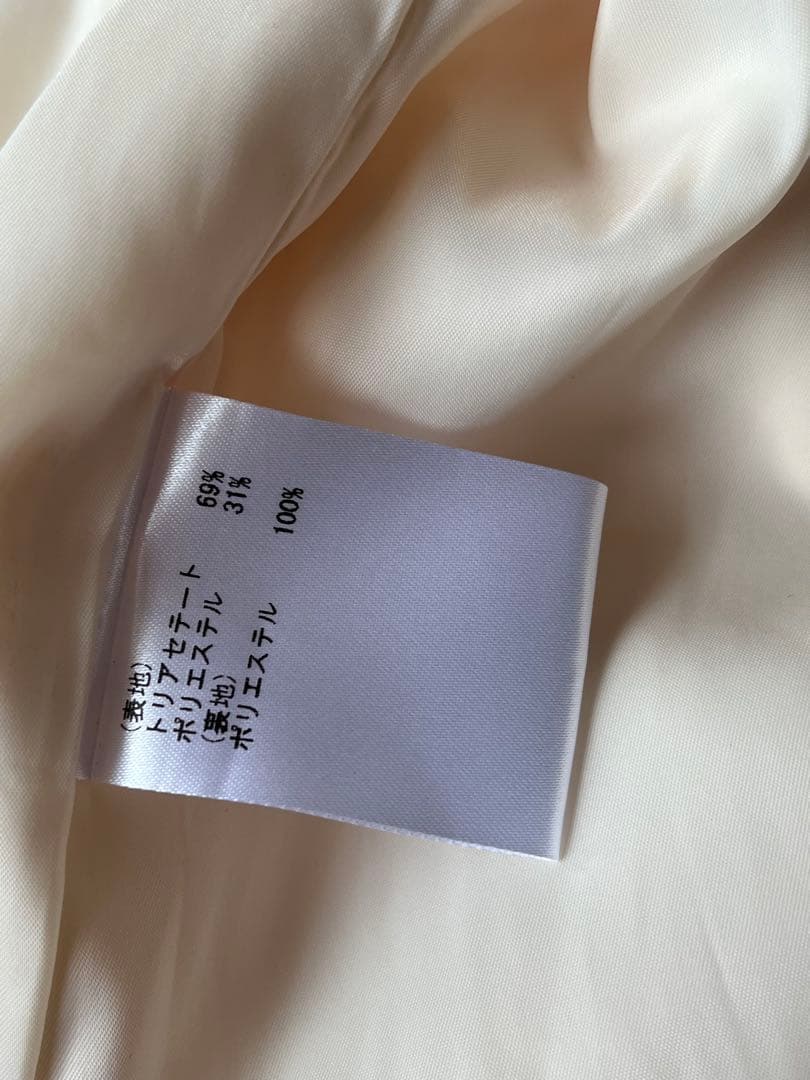 (表地)
トリアセテート 69%
ポリエステル 31%
(裏地)
ポリエステル 100%